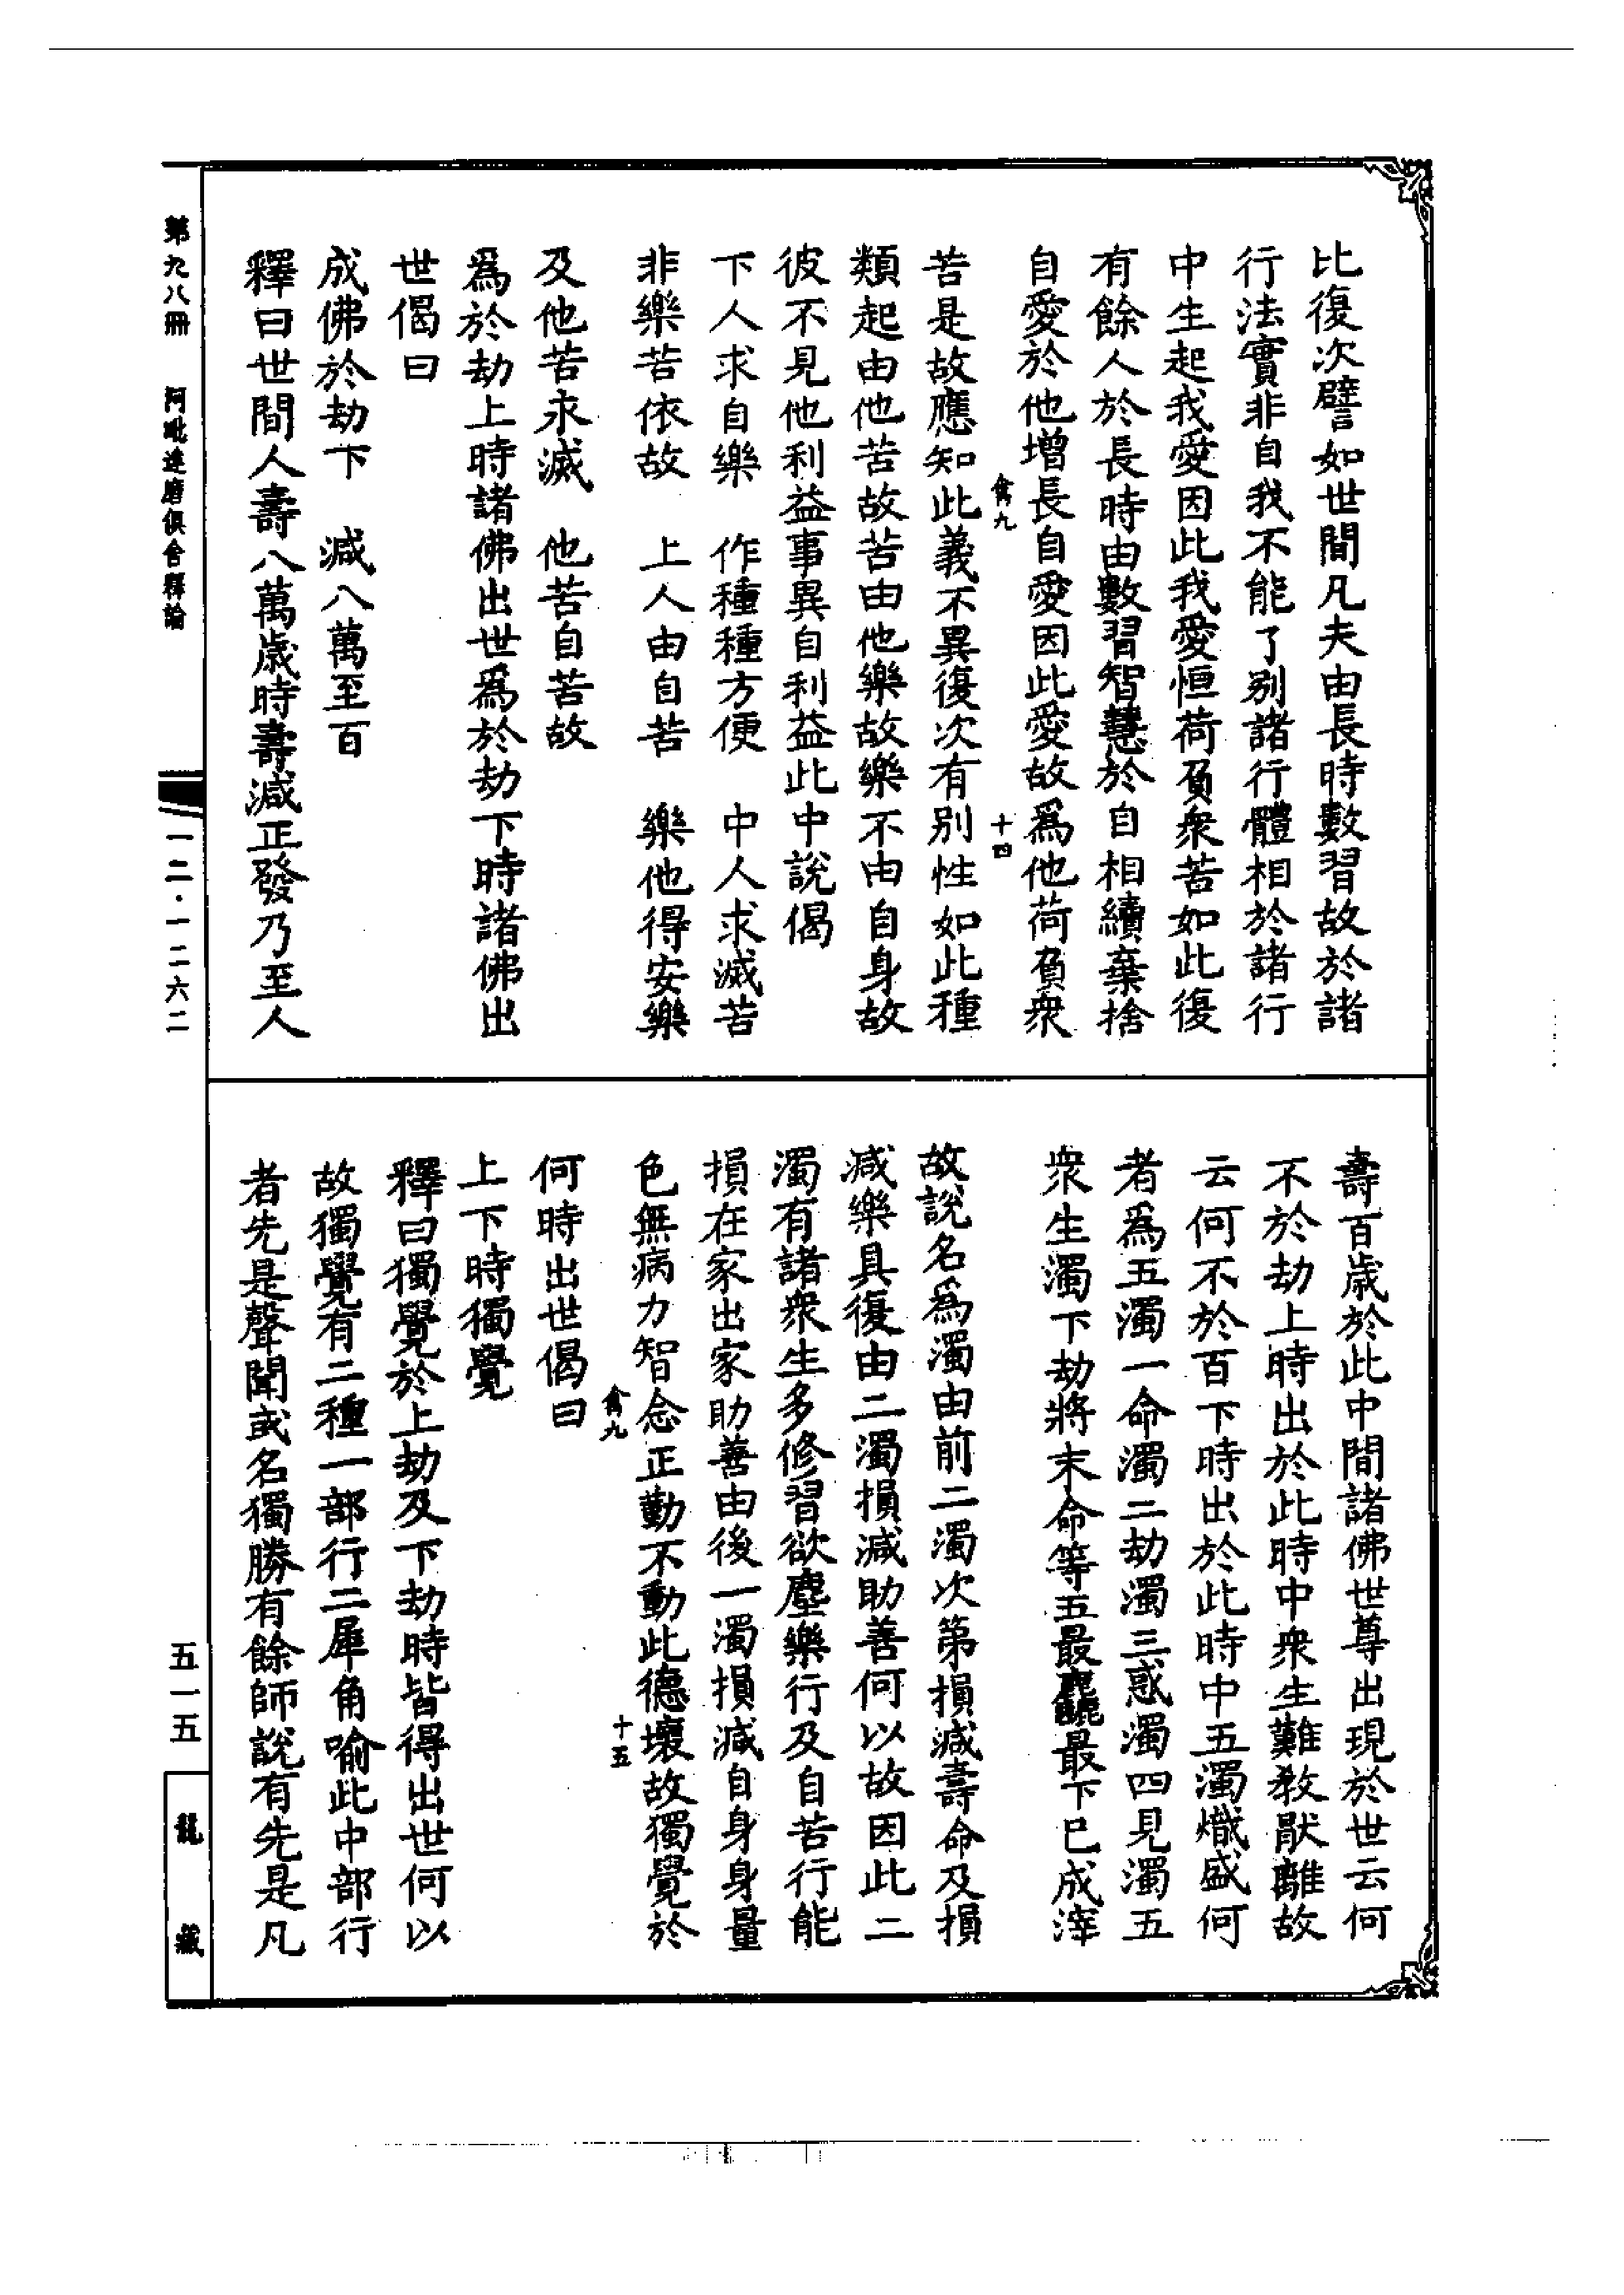 比復次譬如世間凡夫由長時數習故於諸
行法實非自我不能了别諸行體相於諸行
中生起我愛因此我愛恒荷負衆苦如此復
有餘人於長時由數習智慧於自相續棄捨
自愛於他增長自愛因此愛故爲他荷負衆
禽九
十四
苦是故應知此義不異復次有别性如此種
類起由他苦故苦由他樂故樂不由自身故
彼不見他利益事異自利益此中說偈
下人求自樂　作種種方便　中人求滅苦
非樂苦依故　上人由自苦　樂他得安樂
及他苦永滅　他苦自苦故
爲於劫上時諸佛出世爲於劫下時諸佛出
世偈曰
成佛於劫下　減八萬至百
釋曰世間人壽八萬歲時壽減正發乃至人
壽百歲於此中間諸佛世尊出現於世云何
不於劫上時出於此時中衆生難教猒離故
云何不於百下時出於此時中五濁熾盛何
者爲五濁一命濁二劫濁三惑濁四見濁五
衆生濁下劫將末命等五最麤最下已成滓
故說名爲濁由前二濁次第損減壽命及損
減樂具復由二濁損減助善何以故因此二
濁有諸衆生多修習欲塵樂行及自苦行能
損在家出家助善由後一濁損減自身身量
色無病力智念正勤不動此德壞故獨覺於
禽九
十五
何時出世偈曰
上下時獨覺
釋曰獨覺於上劫及下劫時皆得出世何以
故獨覺有二種一部行二犀角喻此中部行
者先是聲聞或名獨勝有餘師說有先是凡
第九八冊　阿毗達磨俱舍釋論
一二·一二六二
五一五
龍藏